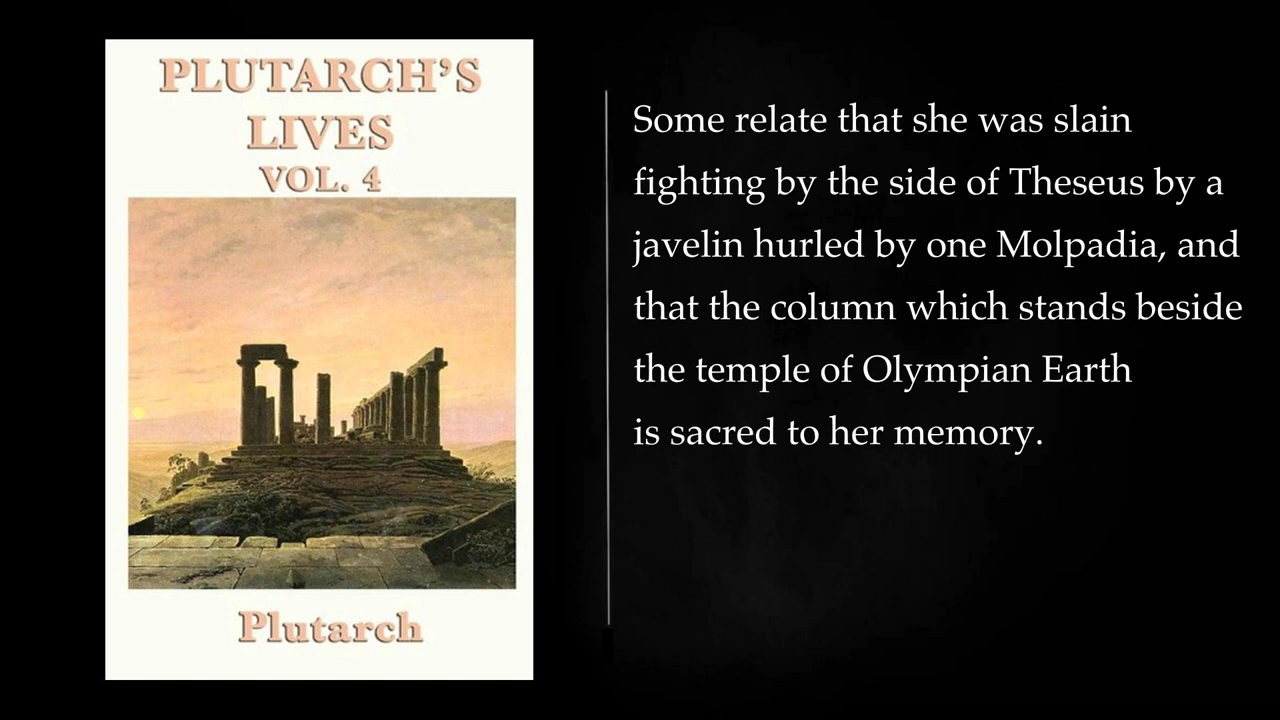 PLUTARCH'S
LIVES
VOL. 4
Plutarch
Some relate that she was slain
fighting by the side of Theseus by a
javelin hurled by one Molpadia, and
that the column which stands beside
the temple of Olympian Earth
is sacred to her memory.